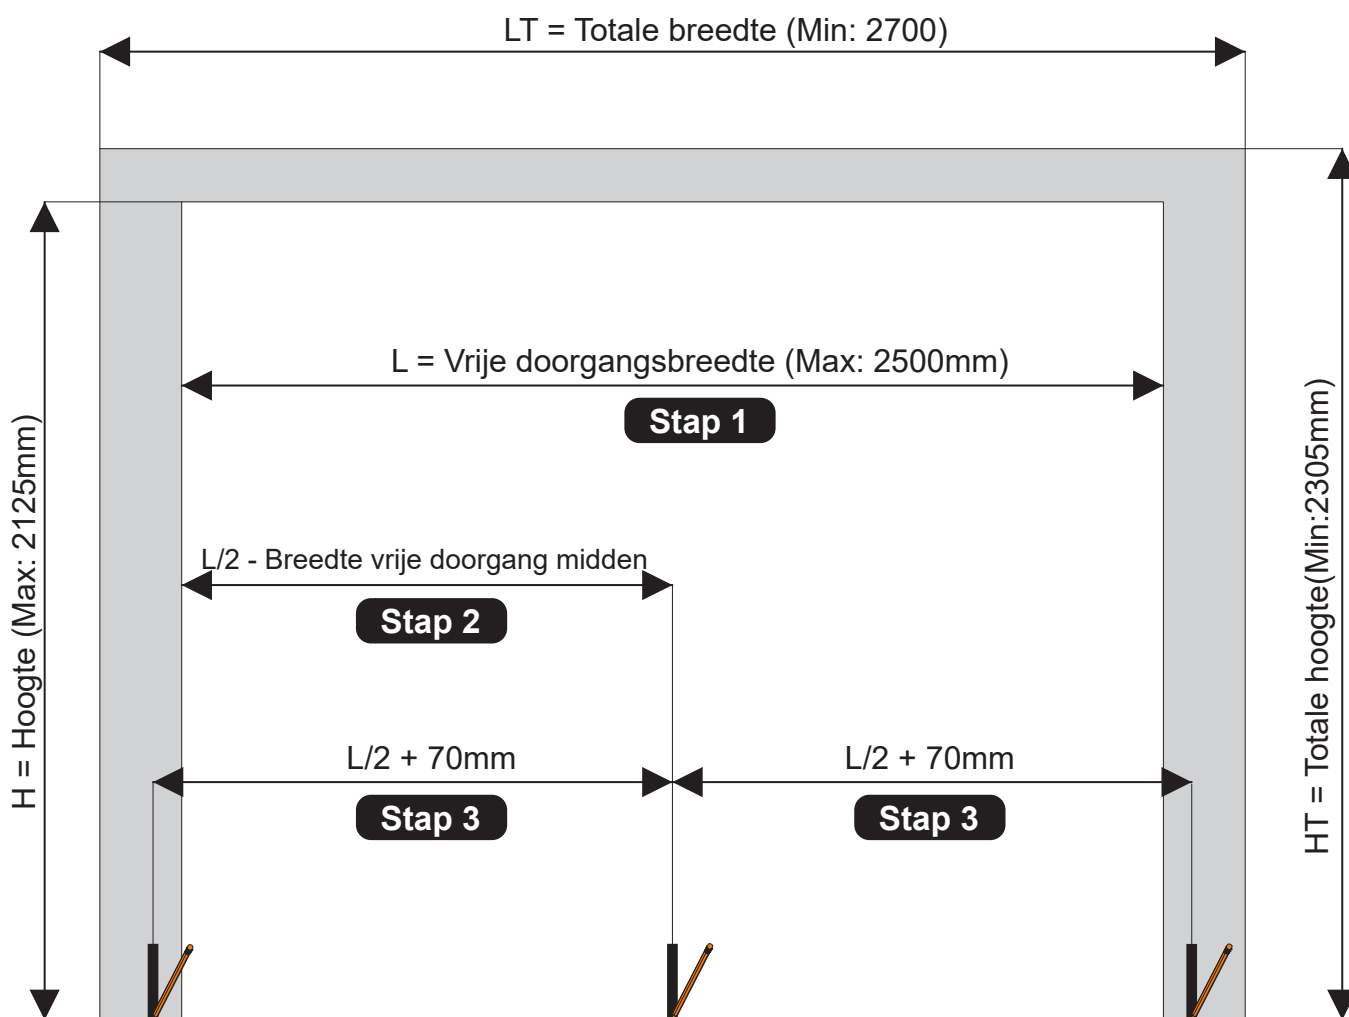 LT = Totale breedte (Min: 2700)
L = Vrije doorgangsbreedte (Max: 2500mm)
Stap 1
H = Hoogte (Max: 2125mm)
HT = Totale hoogte(Min:2305mm)
L/2 - Breedte vrije doorgang midden
Stap 2
L/2 + 70mm
L/2 + 70mm
Stap 3
Stap 3